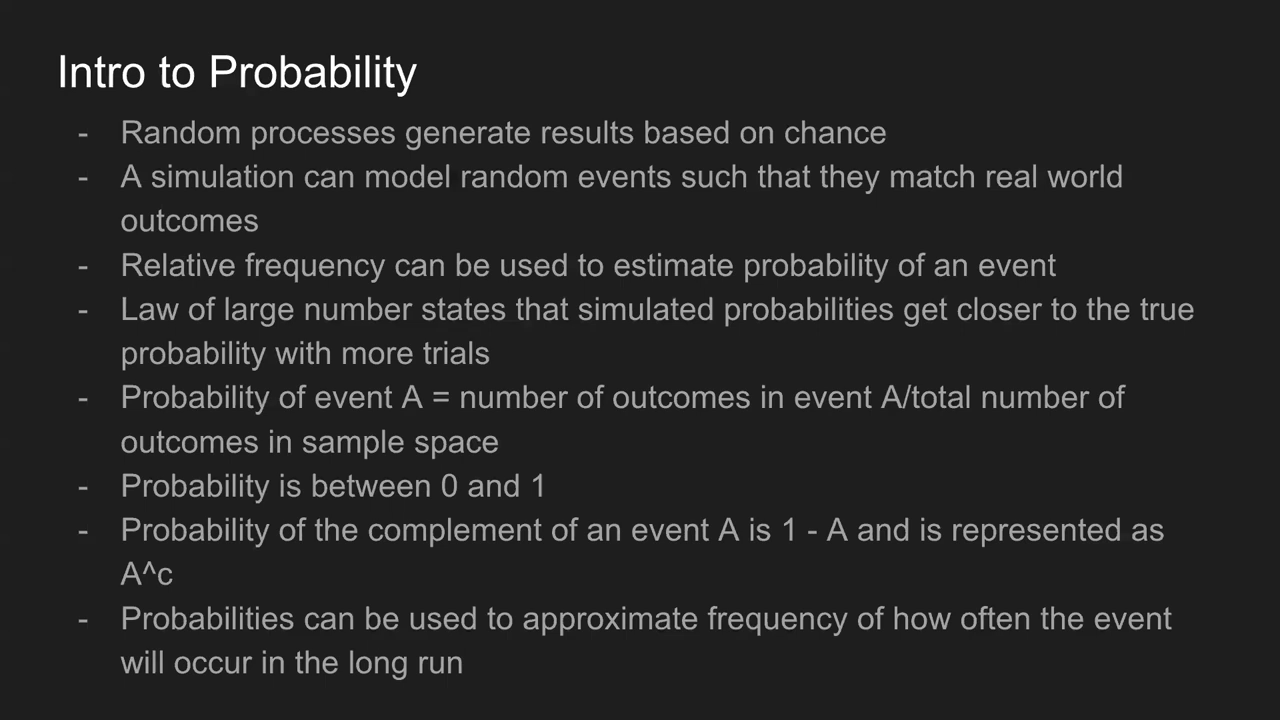 Intro to Probability
- Random processes generate results based on chance
- A simulation can model random events such that they match real world
outcomes
- Relative frequency can be used to estimate probability of an event
- Law of large number states that simulated probabilities get closer to the true
probability with more trials
- Probability of event A = number of outcomes in event A/total number of
outcomes in sample space
- Probability is between 0 and 1
- Probability of the complement of an event A is 1 - A and is represented as
A^c
- Probabilities can be used to approximate frequency of how often the event
will occur in the long run